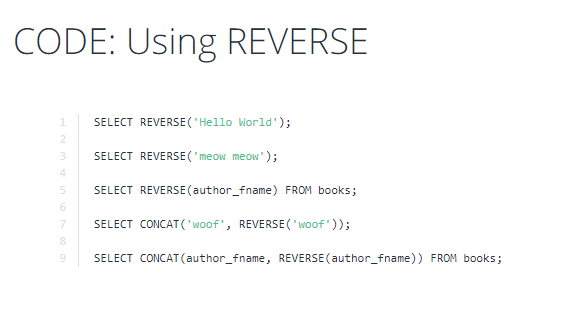 CODE: Using REVERSE
1 SELECT REVERSE('Hello World');
2
3 SELECT REVERSE('meow meow');
4
5 SELECT REVERSE(author_fname) FROM books;
6
7 SELECT CONCAT('woof', REVERSE('woof'));
8
9 SELECT CONCAT(author_fname, REVERSE(author_fname)) FROM books;